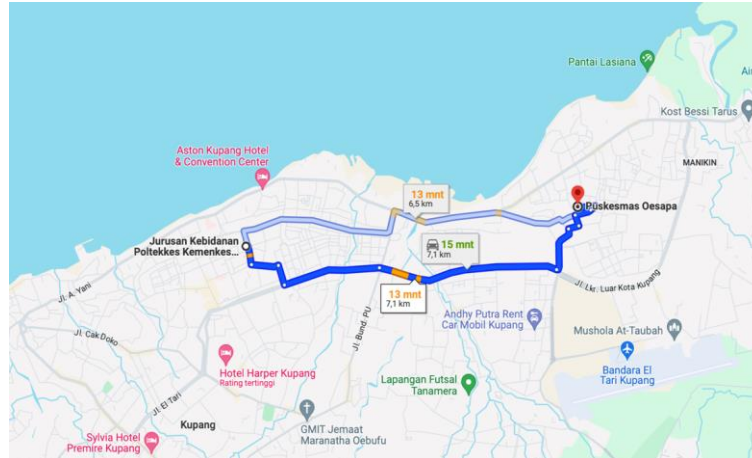 Pantai Lasiana
Kost Bessi Tarus
MANIKIN
Aston Kupang Hotel
& Convention Center
13 mnt
6,5 km
Puskesmas Oesapa
Jurusan Kebidanan
Poltekkes Kemenkes...
15 mnt
7,1 km
13 mnt
7,1 km
Jl. A. Yani
Jl. Lkr. Luar Kota Kupang
Andhy Putra Rent
Car Mobil Kupang
Jl. Bund. PU
Mushola At-Taubah
Jl. Cak Doko
Hotel Harper Kupang
Rating tertinggi
Bandara El
Tari Kupang
Lapangan Futsal
Tanamera
Jl. El Tari
Kupang
GMIT Jemaat
Maranatha Oebufu
Sylvia Hotel
Premire Kupang